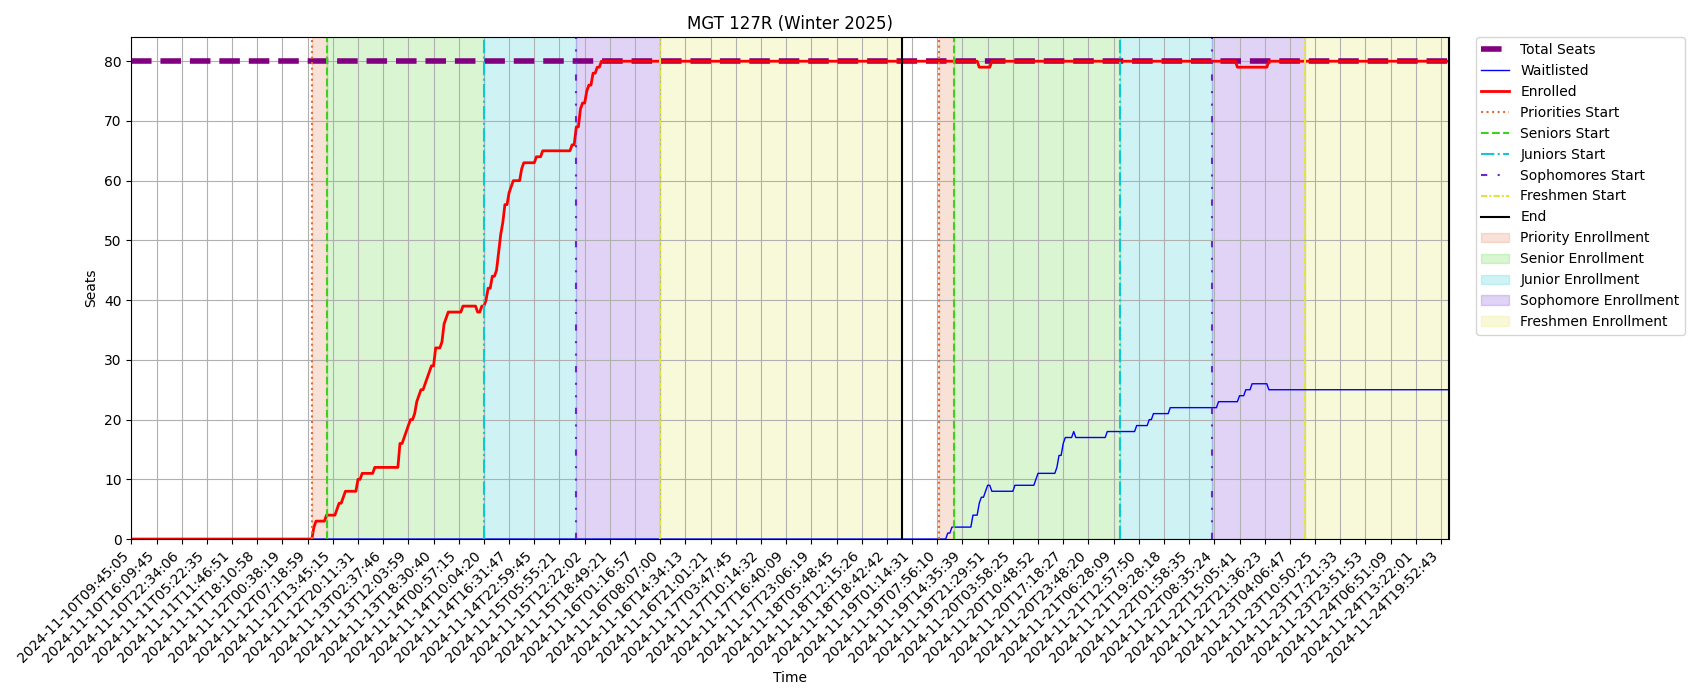 MGT 127R (Winter 2025)
Total Seats
Waitlisted
Enrolled
Priorities Start
Seniors Start
Juniors Start
Sophomores Start
Freshmen Start
End
Priority Enrollment
Senior Enrollment
Junior Enrollment
Sophomore Enrollment
Freshmen Enrollment
Seats
80
70
60
50
40
30
20
10
0
2024-11-10T09:45:05
2024-11-10T16:09:45
2024-11-10T22:34:06
2024-11-11T05:22:35
2024-11-11T11:46:51
2024-11-11T18:10:58
2024-11-12T00:38:19
2024-11-12T07:18:59
2024-11-12T13:45:15
2024-11-12T20:11:31
2024-11-13T02:37:46
2024-11-13T12:03:59
2024-11-13T18:30:40
2024-11-14T00:57:15
2024-11-14T10:04:20
2024-11-14T16:31:47
2024-11-14T22:59:45
2024-11-15T05:55:21
2024-11-15T12:22:02
2024-11-15T18:49:21
2024-11-16T01:16:57
2024-11-16T08:07:00
2024-11-16T14:34:13
2024-11-16T21:01:23
2024-11-17T03:47:45
2024-11-17T10:14:32
2024-11-17T16:40:09
2024-11-17T23:06:19
2024-11-18T05:48:45
2024-11-18T12:15:26
2024-11-18T18:42:42
2024-11-19T01:14:31
2024-11-19T07:56:10
2024-11-19T14:35:39
2024-11-19T21:29:51
2024-11-20T03:58:25
2024-11-20T10:48:52
2024-11-20T17:18:27
2024-11-20T23:48:20
2024-11-21T06:28:09
2024-11-21T12:57:50
2024-11-21T19:28:18
2024-11-22T01:58:35
2024-11-22T08:35:24
2024-11-22T15:05:41
2024-11-22T21:36:23
2024-11-23T04:06:47
2024-11-23T10:50:25
2024-11-23T17:21:33
2024-11-23T23:51:53
2024-11-24T06:51:09
2024-11-24T13:22:01
2024-11-24T19:52:43
Time